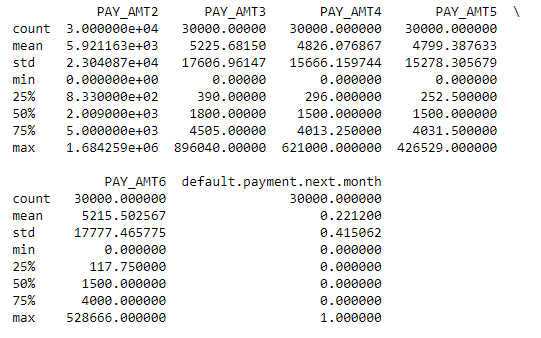 PAY_AMT2 PAY_AMT3 PAY_AMT4 PAY_AMT5 \
count 3.000000e+04 30000.00000 30000.000000 30000.000000
mean 5.921163e+03 5225.68150 4826.076867 4799.387633
std 2.304087e+04 17606.96147 15666.159744 15278.305679
min 0.000000e+00 0.00000 0.000000 0.000000
25% 8.330000e+02 390.00000 296.000000 252.500000
50% 2.009000e+03 1800.00000 1500.000000 1500.000000
75% 5.000000e+03 4505.00000 4013.250000 4031.500000
max 1.684259e+06 896040.00000 621000.000000 426529.000000
PAY_AMT6 default.payment.next.month
count 30000.000000 30000.000000
mean 5215.502567 0.221200
std 17777.465775 0.415062
min 0.000000 0.000000
25% 117.750000 0.000000
50% 1500.000000 0.000000
75% 4000.000000 0.000000
max 528666.000000 1.000000